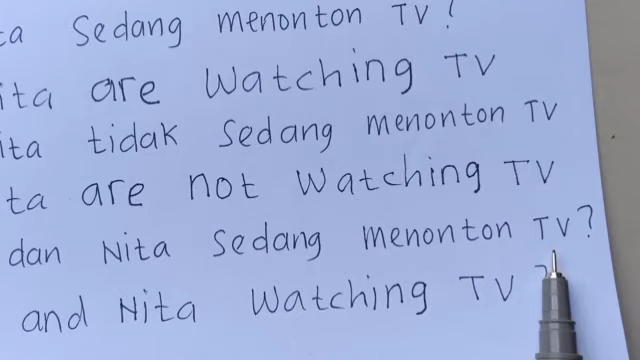 Sedang menonton TV?
are Watching TV
tidak Sedang menonton TV
are not Watching TV
dan Nita Sedang menonton TV?
and Nita Watching TV